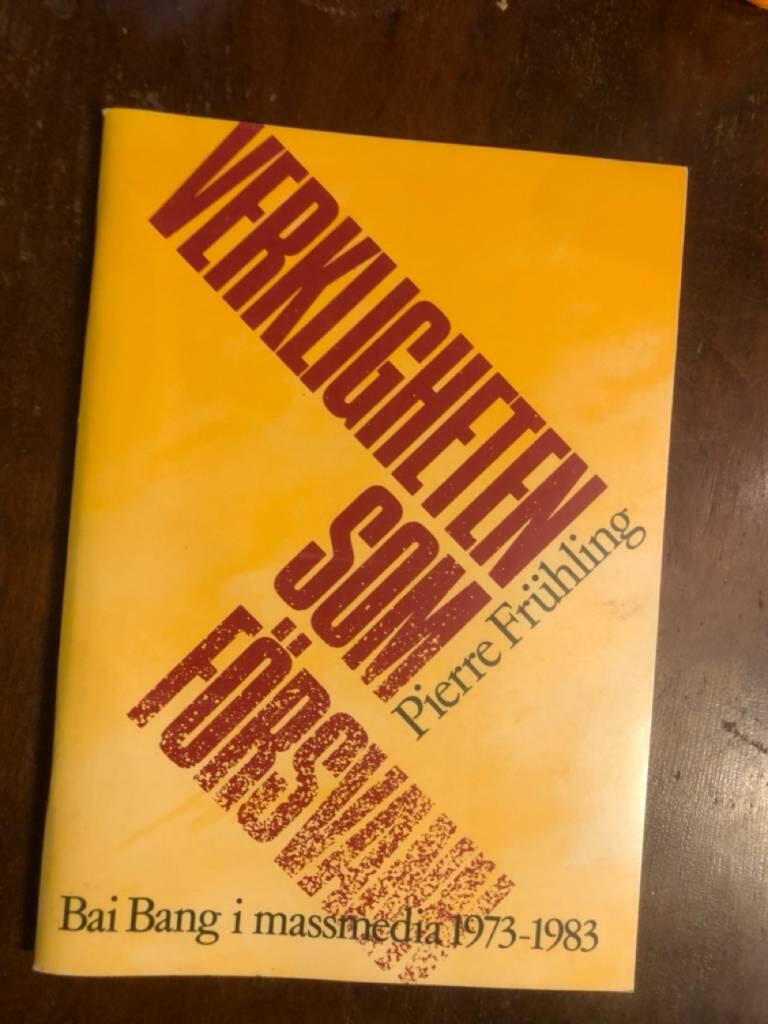 VERKLIGHETEN
SOM
FÖRSVANN
Pierre Frühling
Bai Bang i massmedia 1973-1983